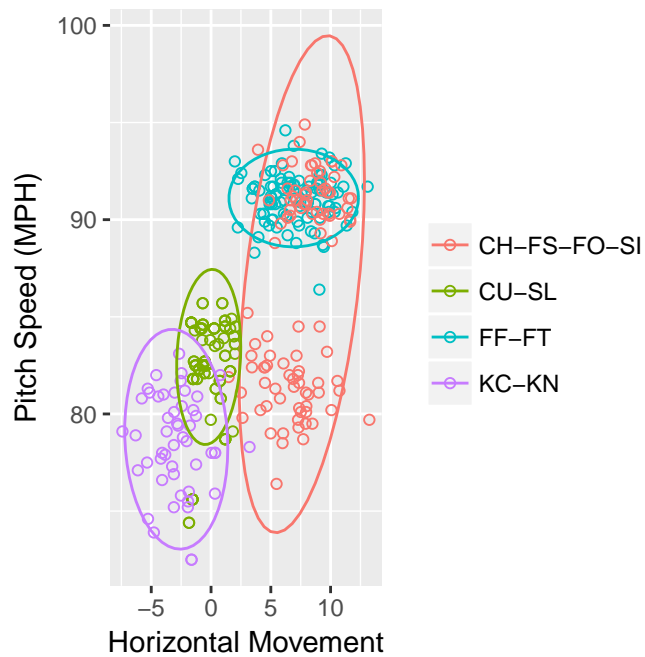 100
90
80
Pitch Speed (MPH)
−5 0 5 10
Horizontal Movement
CH−FS−FO−SI
CU−SL
FF−FT
KC−KN